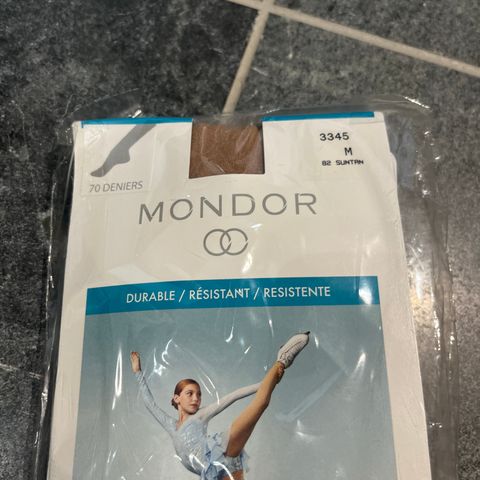 3345
M
82 SUNTAN
70 DENIERS
MONDOR
DURABLE / RÉSISTANT / RESISTENTE